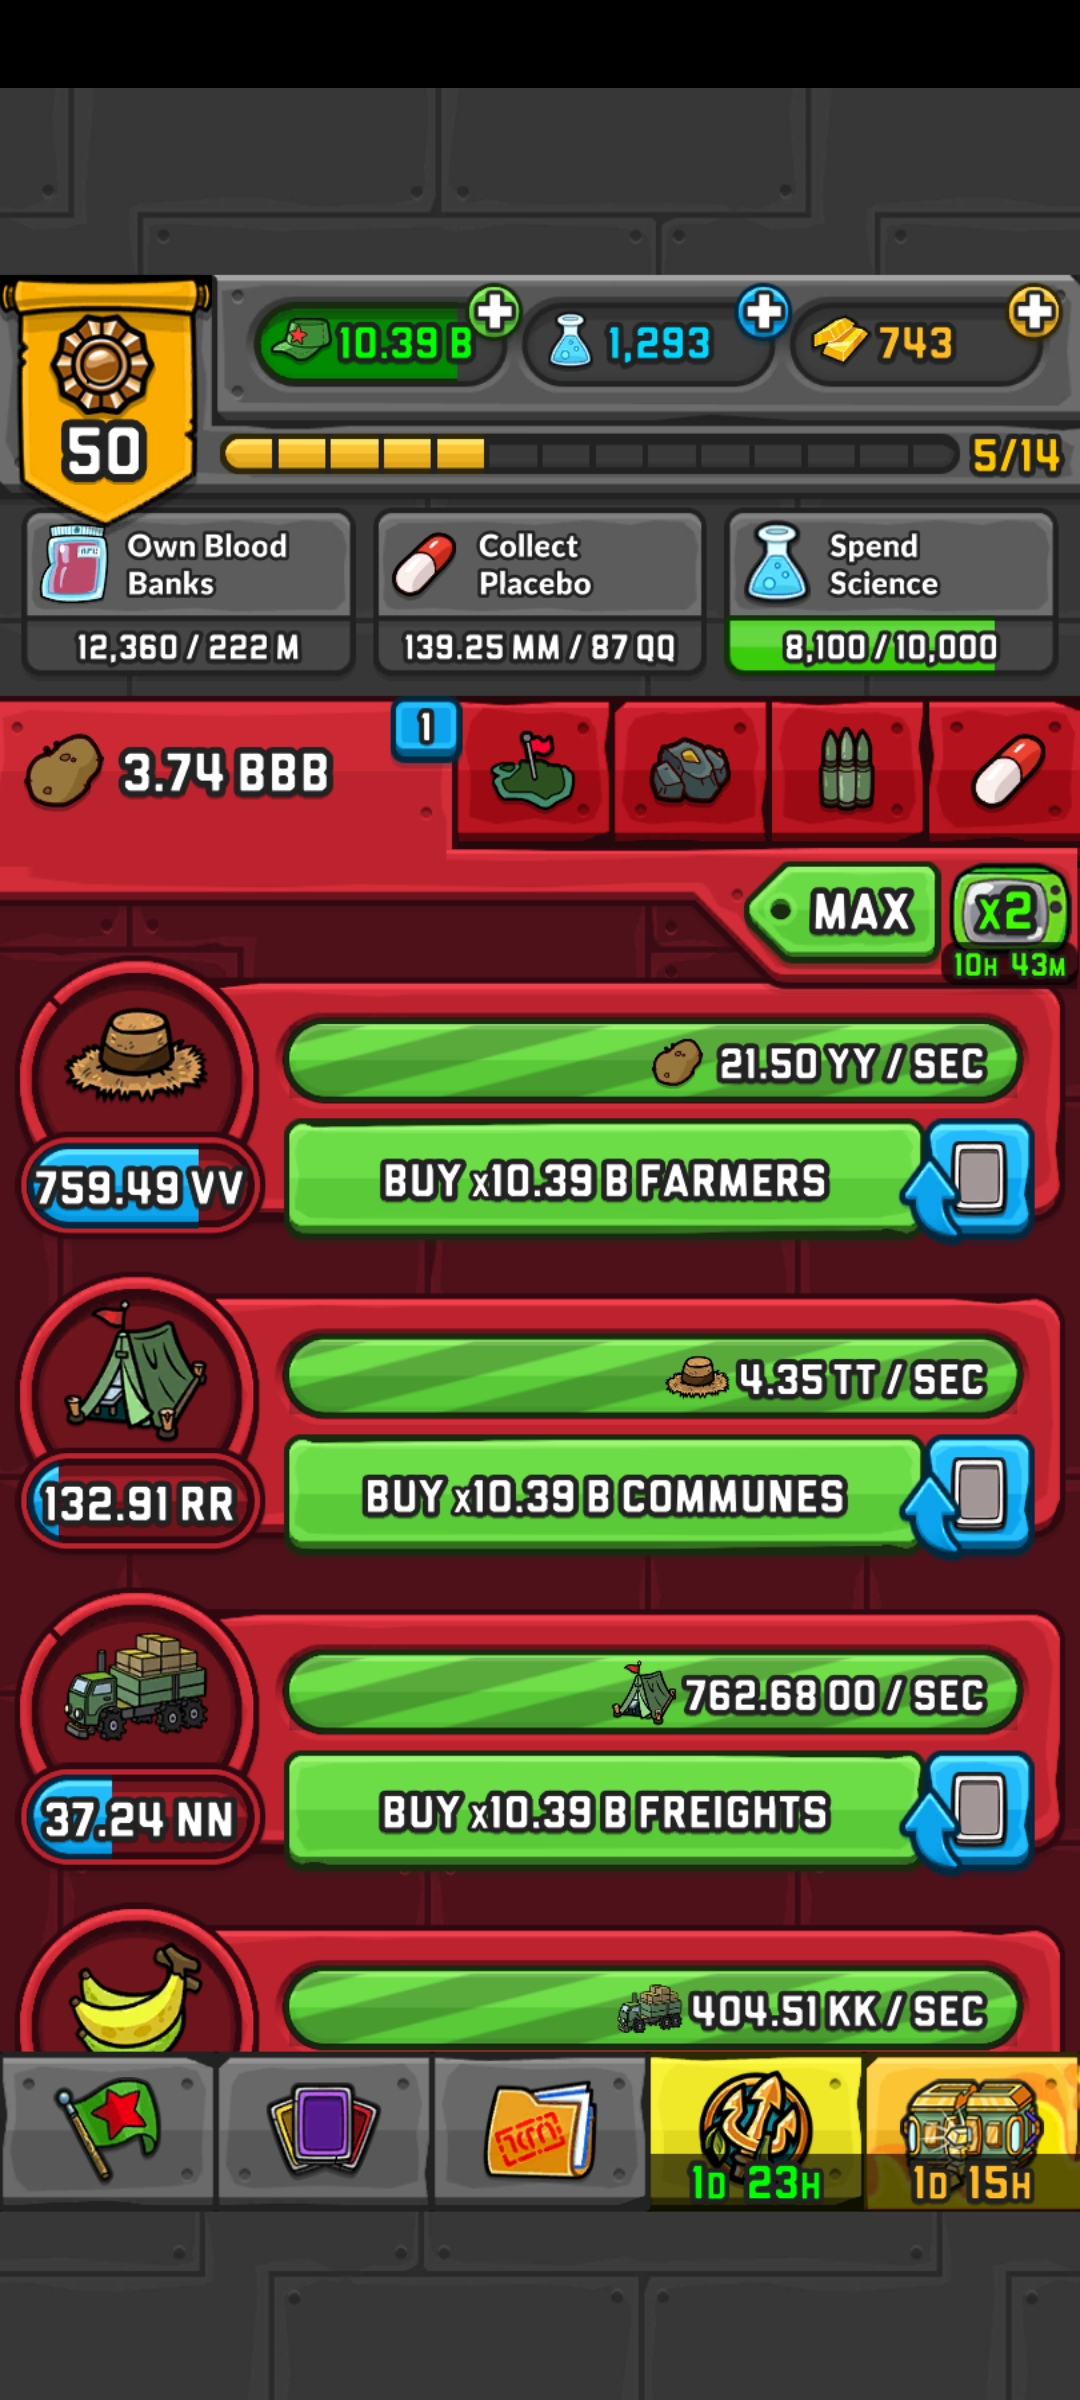 10.39 B
1,293
743
50
5/14
Own Blood
Banks
12,360 / 222 M
Collect
Placebo
139.25 MM / 87 QQ
Spend
Science
8,100 / 10,000
3.74 BBB
1
MAX
x2
10H 43M
21.50 YY / SEC
759.49 VV
BUY x10.39 B FARMERS
4.35 TT / SEC
132.91 RR
BUY x10.39 B COMMUNES
762.68 OO / SEC
37.24 NN
BUY x10.39 B FREIGHTS
404.51 KK / SEC
1D 23H
1D 15H